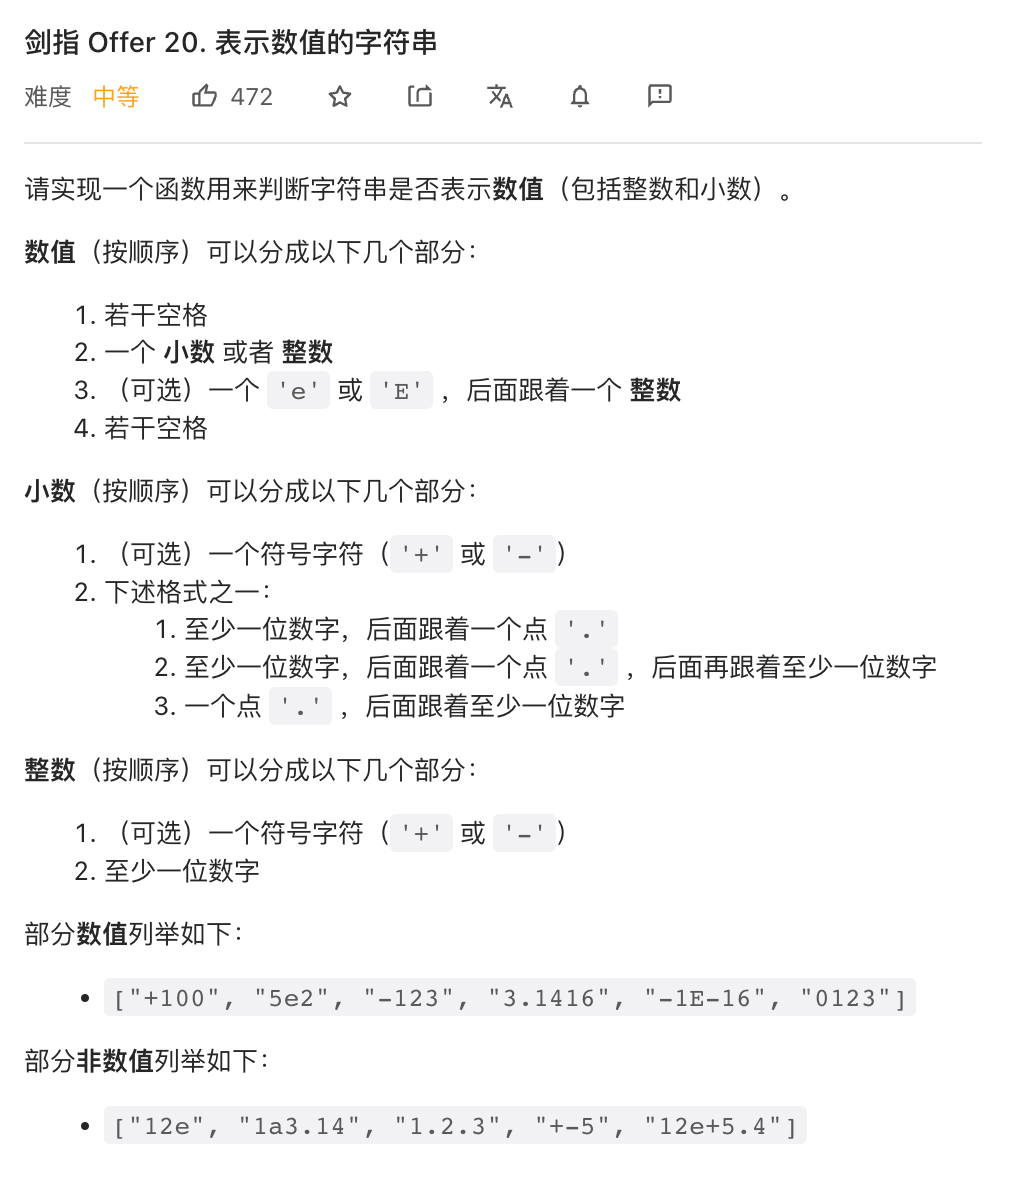 剑指 Offer 20. 表示数值的字符串
难度 中等 472
请实现一个函数用来判断字符串是否表示数值（包括整数和小数）。
数值（按顺序）可以分成以下几个部分：
1. 若干空格
2. 一个 小数 或者 整数
3. （可选）一个 'e' 或 'E' ，后面跟着一个 整数
4. 若干空格
小数（按顺序）可以分成以下几个部分：
1. （可选）一个符号字符（'+' 或 '-'）
2. 下述格式之一：
1. 至少一位数字，后面跟着一个点 '.'
2. 至少一位数字，后面跟着一个点 '.' ，后面再跟着至少一位数字
3. 一个点 '.' ，后面跟着至少一位数字
整数（按顺序）可以分成以下几个部分：
1. （可选）一个符号字符（'+' 或 '-'）
2. 至少一位数字
部分数值列举如下：
• ["+100", "5e2", "-123", "3.1416", "-1E-16", "0123"]
部分非数值列举如下：
• ["12e", "1a3.14", "1.2.3", "+-5", "12e+5.4"]